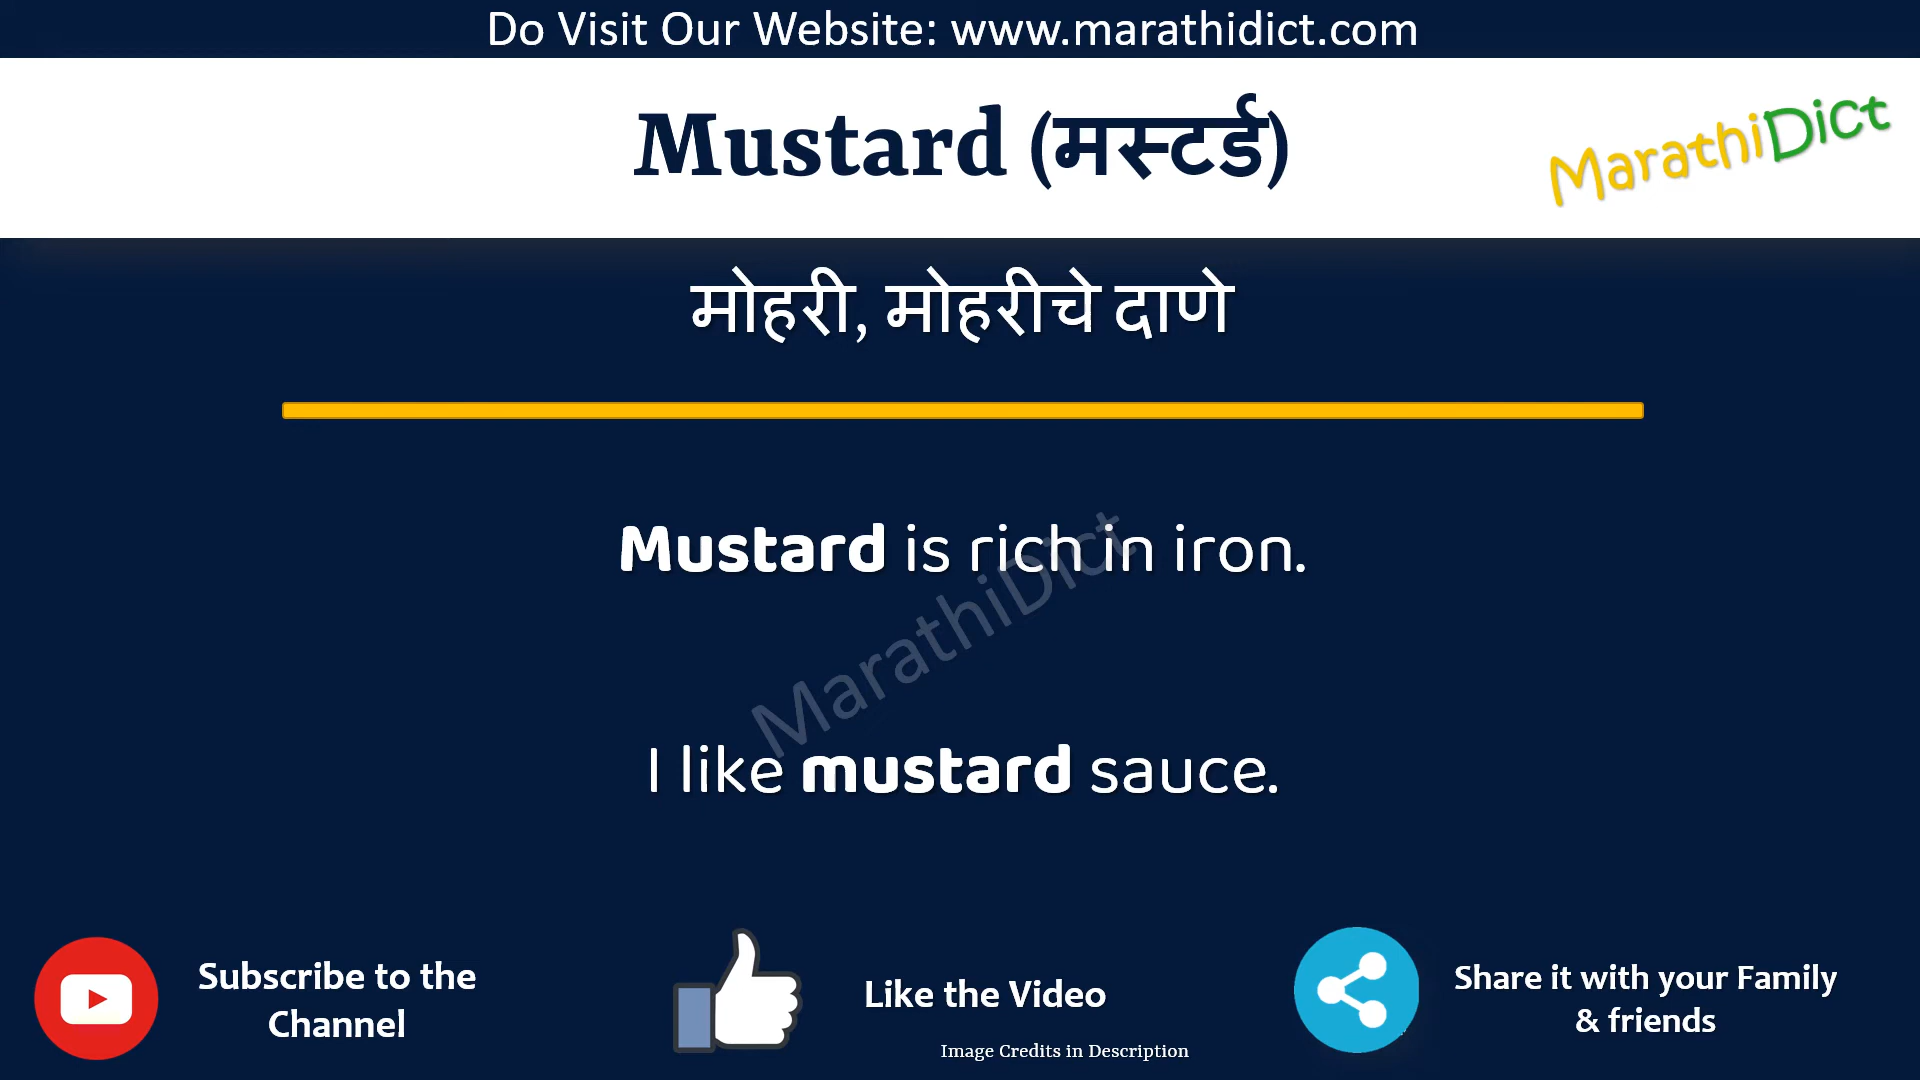 Do Visit Our Website: www.marathidict.com
Mustard (मस्टर्ड)
MarathiDict
मोहरी, मोहरीचे दाणे
Mustard is rich in iron.
MarathiDict
I like mustard sauce.
Subscribe to the
Channel
Like the Video
Share it with your Family
& friends
Image Credits in Description